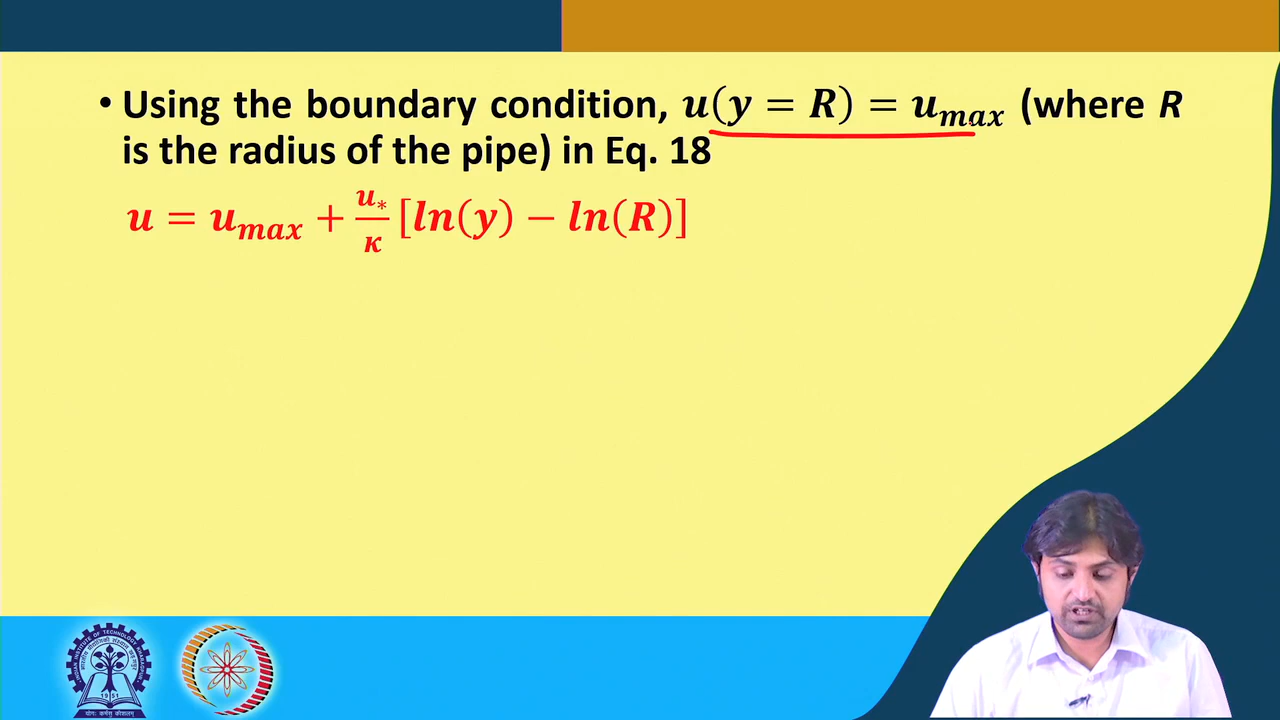 • Using the boundary condition, u(y = R) = u_max (where R
is the radius of the pipe) in Eq. 18
u = u_max + u_*/κ [ln(y) − ln(R)]
1951